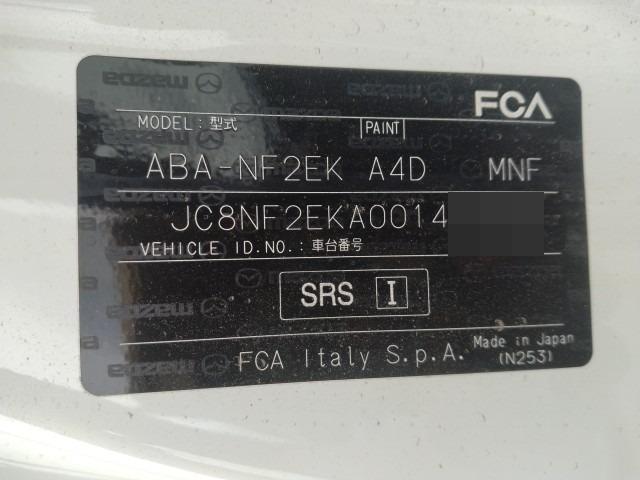 FCA
MODEL:型式 PAINT
ABA-NF2EK A4D MNF
JC8NF2EKA0014
VEHICLE ID.NO.:車台番号
SRS I
FCA Italy S.p.A. Made in Japan
(N253)